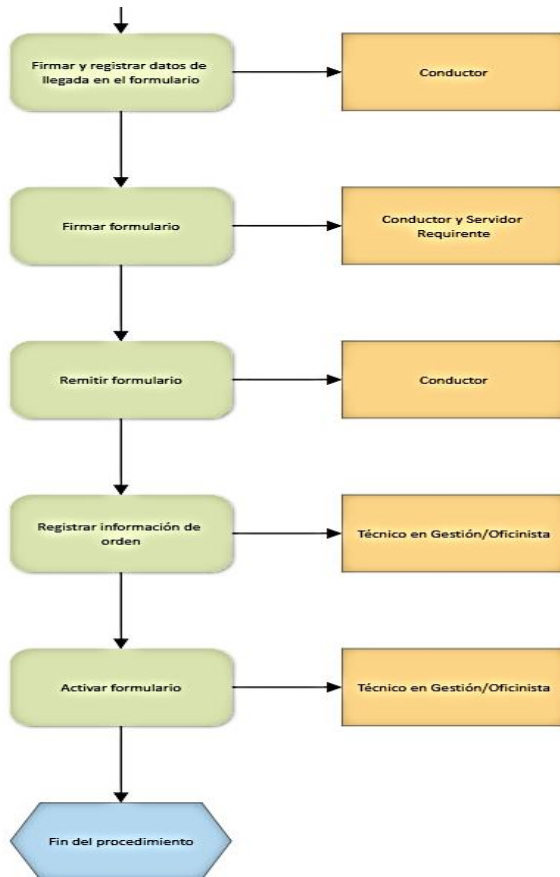 Firmar y registrar datos de
llegada en el formulario
Conductor
Firmar formulario
Conductor y Servidor
Requirente
Remitir formulario
Conductor
Registrar información de
orden
Técnico en Gestión/Oficinista
Activar formulario
Técnico en Gestión/Oficinista
Fin del procedimiento